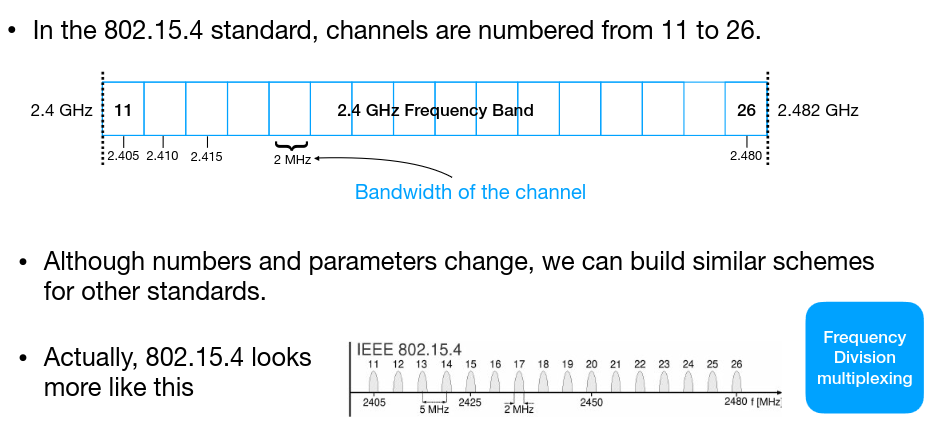 • In the 802.15.4 standard, channels are numbered from 11 to 26.
2.4 GHz 11 2.4 GHz Frequency Band 26 2.482 GHz
2.405 2.410 2.415 2 MHz 2.480
Bandwidth of the channel
• Although numbers and parameters change, we can build similar schemes
for other standards.
• Actually, 802.15.4 looks
more like this
IEEE 802.15.4
11 12 13 14 15 16 17 18 19 20 21 22 23 24 25 26
2405 5 MHz 2425 2 MHz 2450 2480 f [MHz]
Frequency
Division
multiplexing